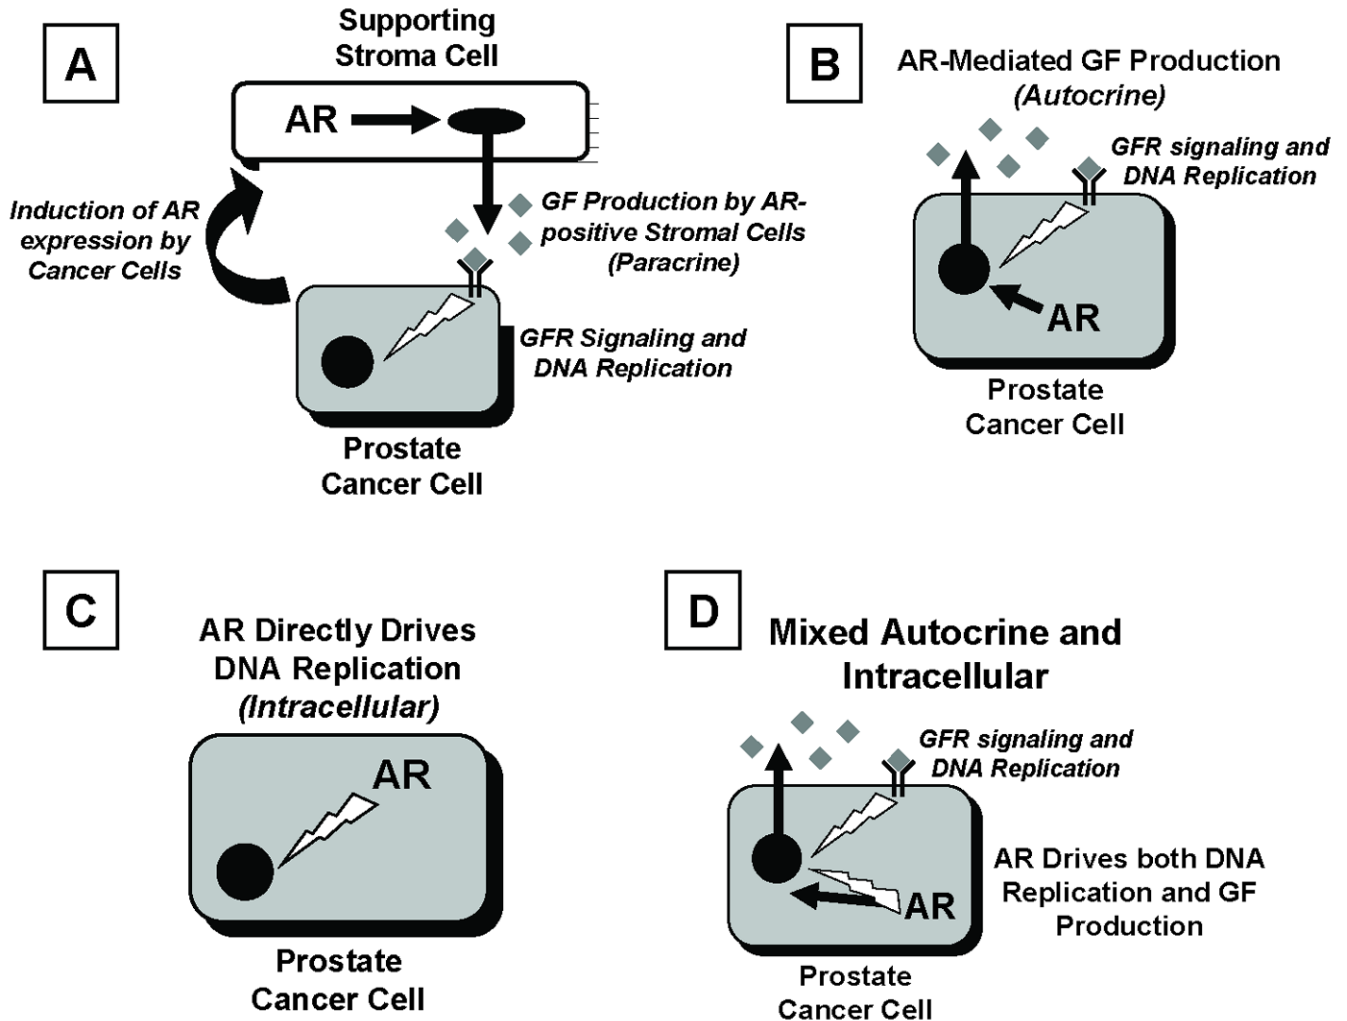 A
Supporting
Stroma Cell
AR
Induction of AR
expression by
Cancer Cells
GF Production by AR-
positive Stromal Cells
(Paracrine)
GFR Signaling and
DNA Replication
Prostate
Cancer Cell
B
AR-Mediated GF Production
(Autocrine)
GFR signaling and
DNA Replication
AR
Prostate
Cancer Cell
C
AR Directly Drives
DNA Replication
(Intracellular)
AR
Prostate
Cancer Cell
D
Mixed Autocrine and
Intracellular
GFR signaling and
DNA Replication
AR Drives both DNA
Replication and GF
Production
AR
Prostate
Cancer Cell